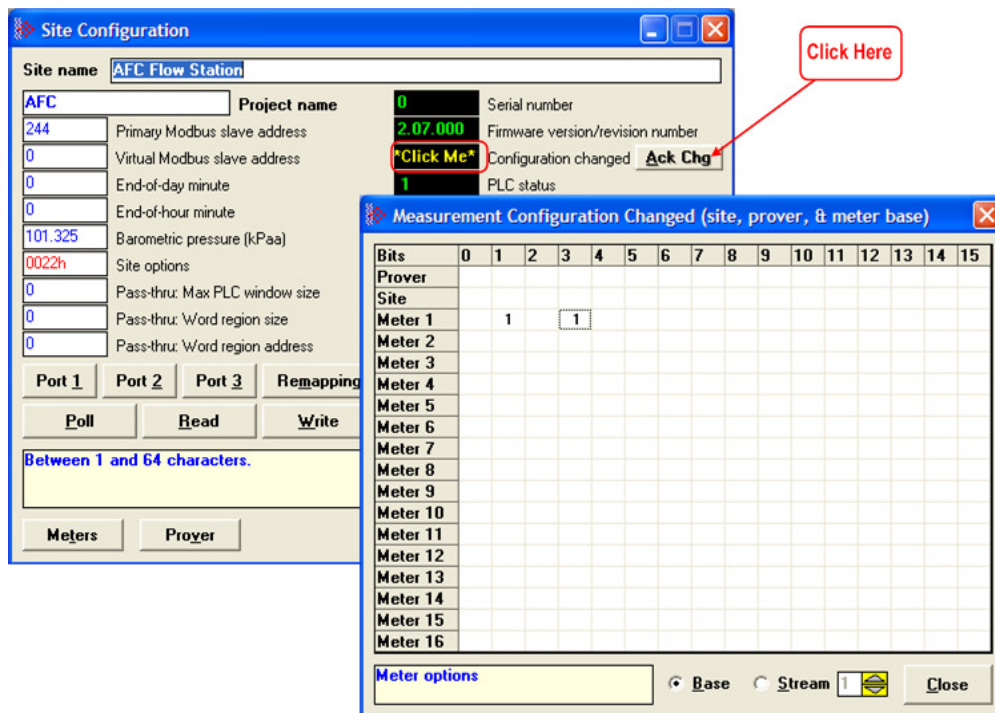 Site Configuration
Click Here
Site name AFC Flow Station
AFC Project name 0 Serial number
244 Primary Modbus slave address 2.07.000 Firmware version/revision number
0 Virtual Modbus slave address *Click Me* Configuration changed Ack Chg
0 End-of-day minute 1 PLC status
0 End-of-hour minute
101.325 Barometric pressure (kPaa)
0022h Site options
0 Pass-thru: Max PLC window size
0 Pass-thru: Word region size
0 Pass-thru: Word region address
Port 1 Port 2 Port 3 Remapping
Poll Read Write
Between 1 and 64 characters.
Meters Prover
Measurement Configuration Changed (site, prover, & meter base)
Bits 0 1 2 3 4 5 6 7 8 9 10 11 12 13 14 15
Prover
Site
Meter 1 1 1
Meter 2
Meter 3
Meter 4
Meter 5
Meter 6
Meter 7
Meter 8
Meter 9
Meter 10
Meter 11
Meter 12
Meter 13
Meter 14
Meter 15
Meter 16
Meter options Base Stream 1 Close